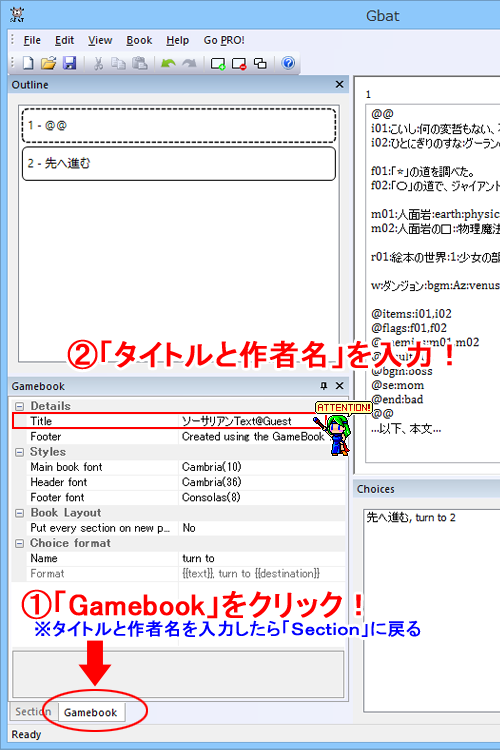 Gbat
File Edit View Book Help Go PRO!
Outline
1 - @@
2 - 先へ進む
1
@@
i01:こいし:何の変哲もない、
i02:ひとにぎりのすな:グーラン
f01:「*」の道を調べた。
f02:「〇」の道で、ジャイアント
m01:人面岩:earth:physic
m02:人面岩の口::物理魔法
r01:絵本の世界:1:少女の部
w:ダンジョン:bgm:Az:venus
@items:i01,i02
@flags:f01,f02
m01,m02
@bgm:boss
@se:mom
@end:bad
@@
...以下、本文...
②「タイトルと作者名」を入力！
Gamebook
Details
Title ソーサリアンText@Guest
ATTENTION!
Footer Created using the GameBook
Styles
Main book font Cambria(10)
Header font Cambria(36)
Footer font Consolas(8)
Book Layout
Put every section on new p... No
Choice format
Name turn to
Format {{text}}, turn to {{destination}}
Choices
先へ進む, turn to 2
①「Gamebook」をクリック！
※タイトルと作者名を入力したら「Section」に戻る
Section Gamebook
Ready